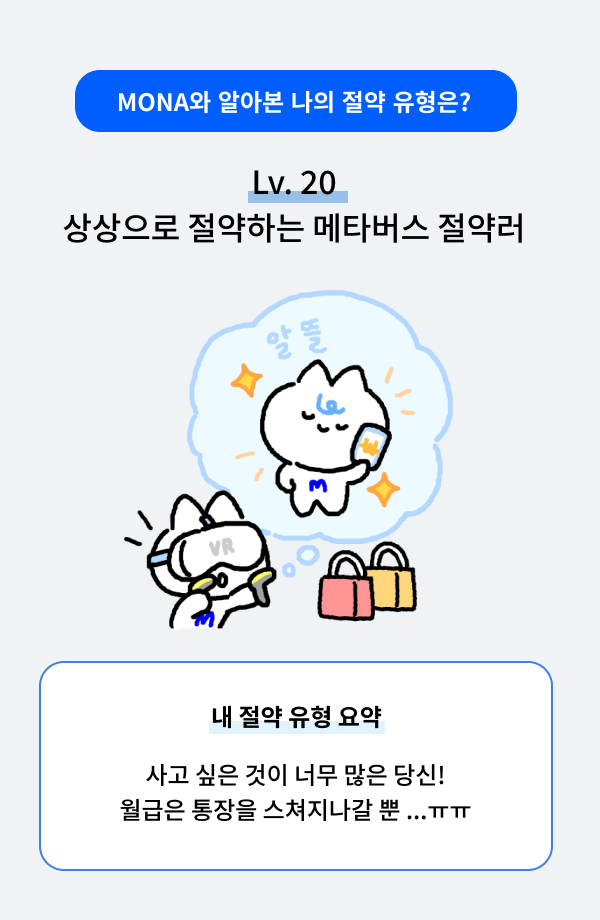 MONA와 알아본 나의 절약 유형은?
Lv. 20
상상으로 절약하는 메타버스 절약러
알뜰
M
VR
M
내 절약 유형 요약
사고 싶은 것이 너무 많은 당신!
월급은 통장을 스쳐지나갈 뿐 ...ㅠㅠ